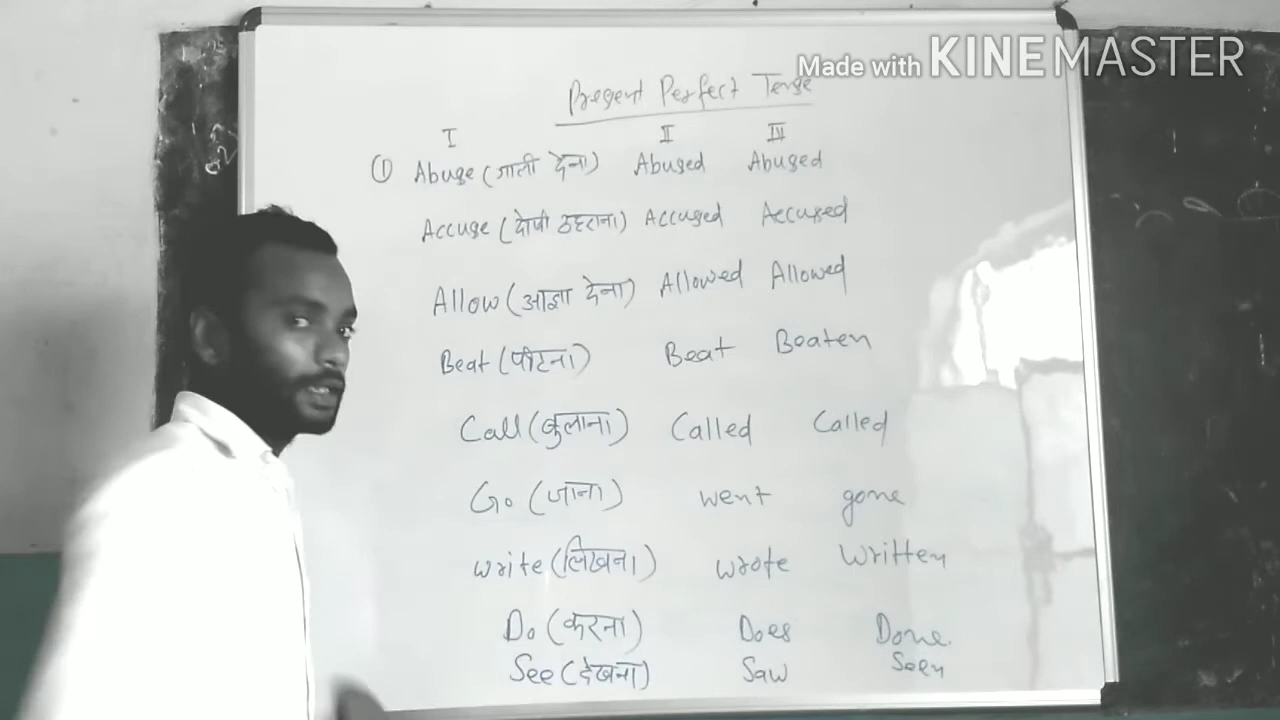 Made with KINEMASTER
Present Perfect Tense
I II III
① Abuse (गाली देना) Abused Abused
Accuse (दोषी ठहराना) Accused Accused
Allow (आज्ञा देना) Allowed Allowed
Beat (पीटना) Beat Beaten
Call (बुलाना) Called Called
Go (जाना) went gone
write (लिखना) wrote written
Do (करना) Does Done.
See (देखना) Saw Seen